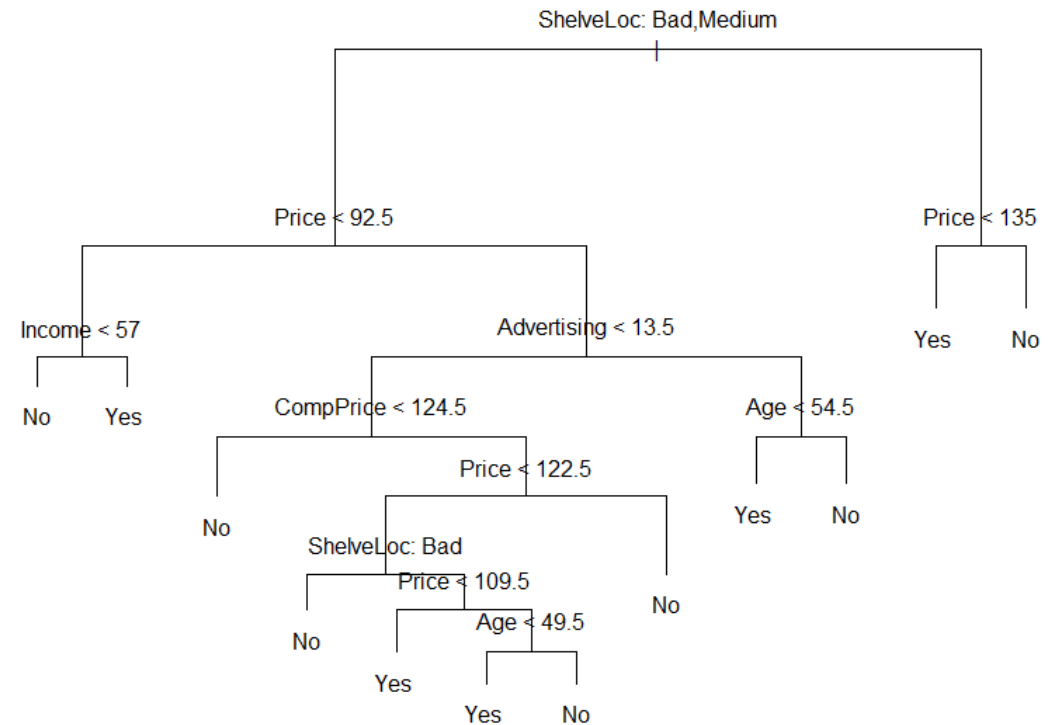 ShelveLoc: Bad,Medium
Price < 92.5
Price < 135
Income < 57
Advertising < 13.5
Yes
No
No
Yes
CompPrice < 124.5
Age < 54.5
Price < 122.5
Yes
No
No
ShelveLoc: Bad
Price < 109.5
No
No
Age < 49.5
Yes
Yes
No